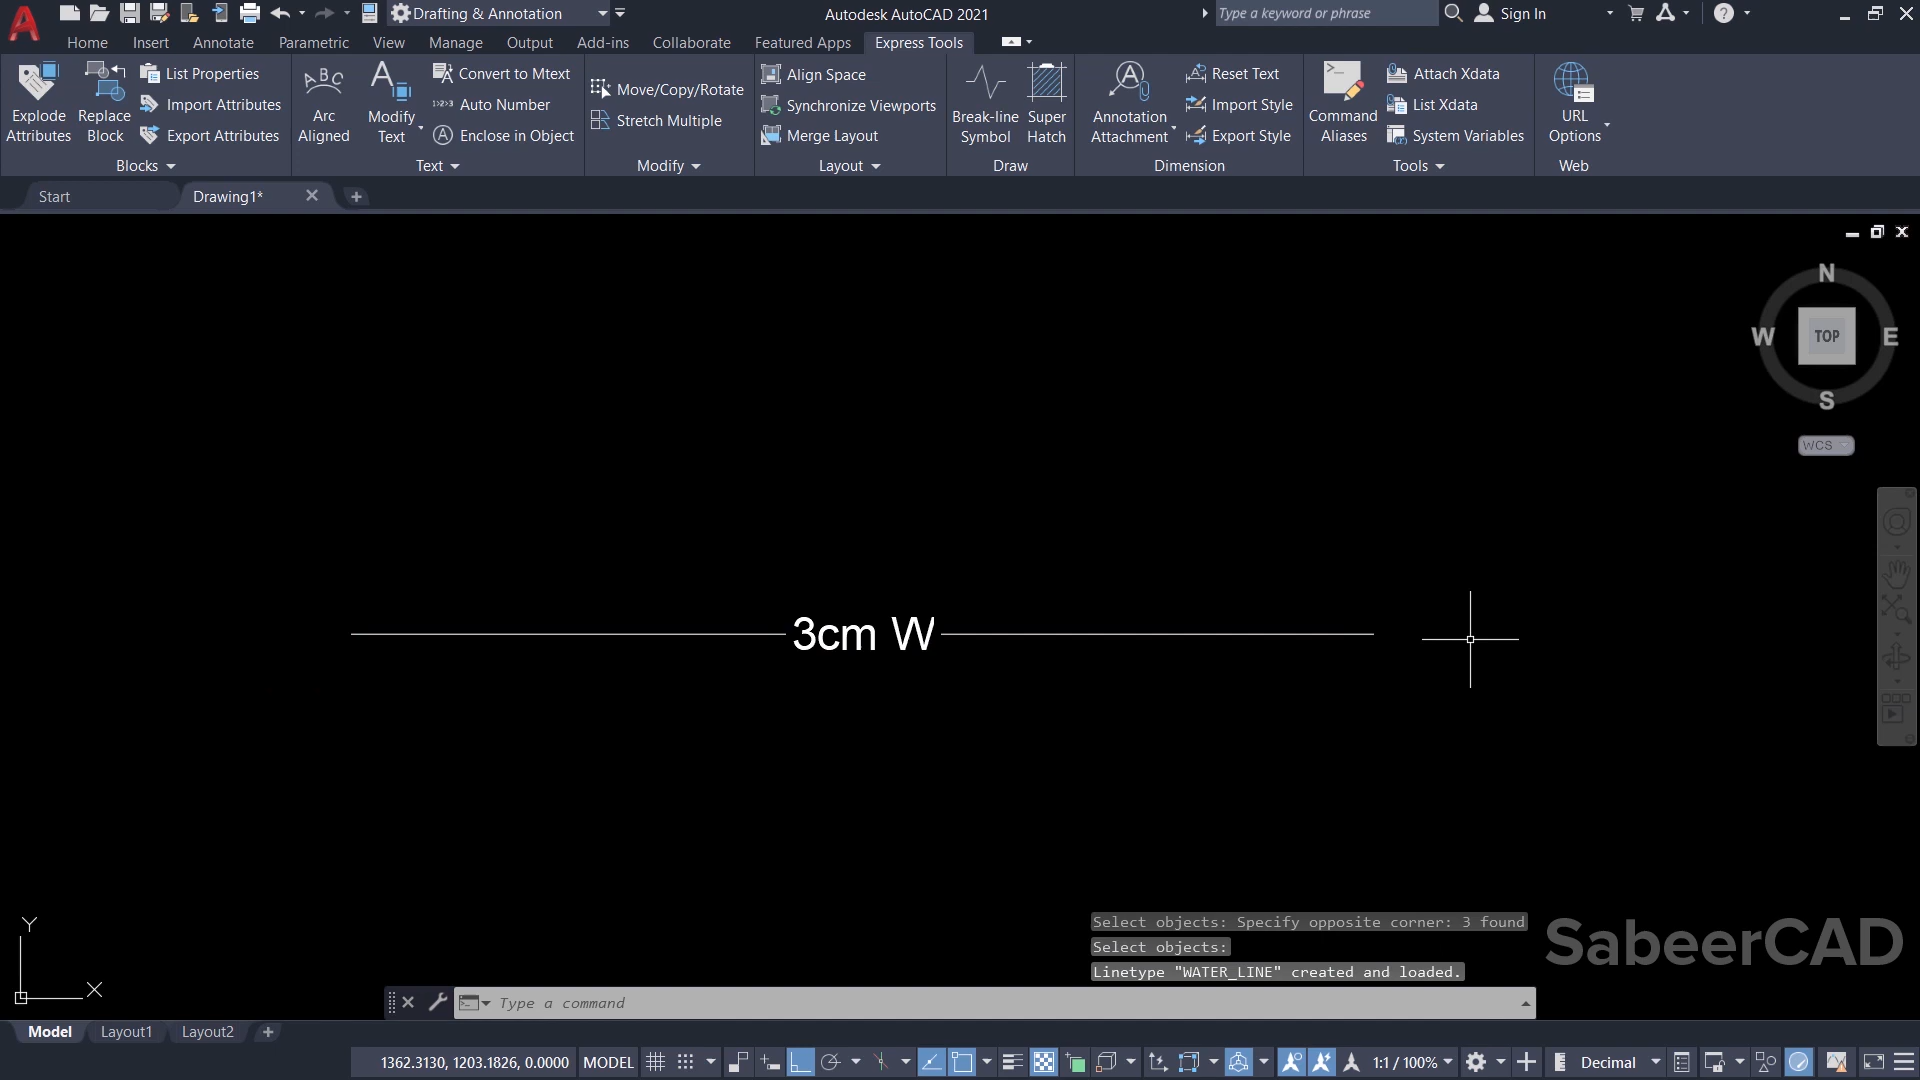 Drafting & Annotation
Autodesk AutoCAD 2021
Type a keyword or phrase
Sign In
Home Insert Annotate Parametric View Manage Output Add-ins Collaborate Featured Apps Express Tools
Explode Attributes
Replace Block
List Properties
Import Attributes
Export Attributes
Blocks
ABC
Arc Aligned
A
Modify Text
Convert to Mtext
Auto Number
Enclose in Object
Text
Move/Copy/Rotate
Stretch Multiple
Modify
Align Space
Synchronize Viewports
Merge Layout
Layout
Break-line Symbol
Super Hatch
Draw
Annotation Attachment
Reset Text
Import Style
Export Style
Dimension
Command Aliases
Attach Xdata
List Xdata
System Variables
Tools
URL Options
Web
Start
Drawing1*
N
W TOP E
S
WCS
3cm W
Select objects: Specify opposite corner: 3 found
Select objects:
Linetype "WATER_LINE" created and loaded.
SabeerCAD
Y
X
Type a command
Model Layout1 Layout2
1362.3130, 1203.1826, 0.0000 MODEL 1:1 / 100% Decimal